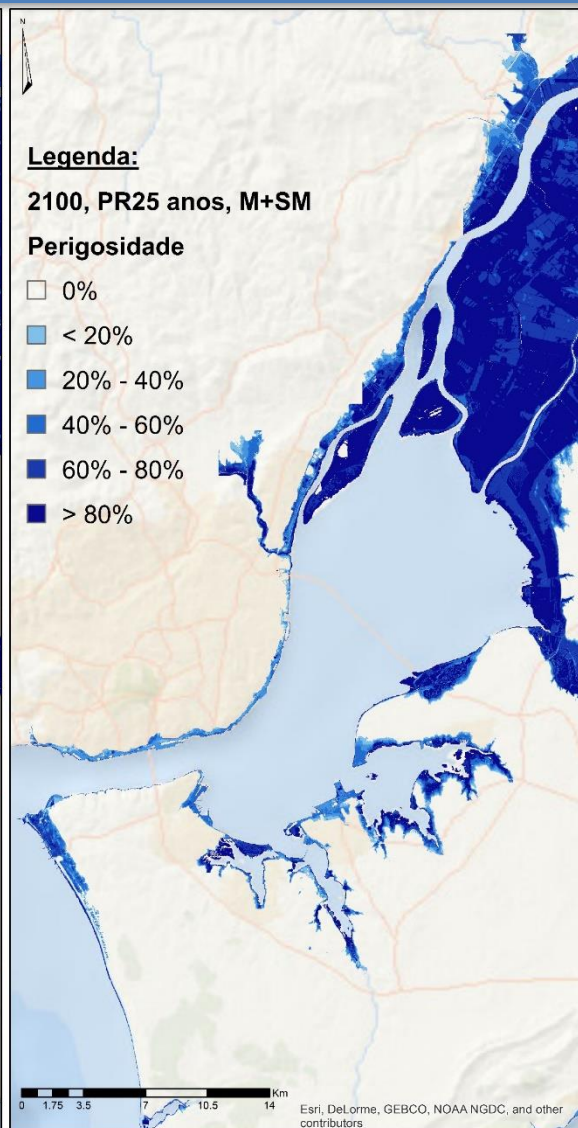 N
Legenda:
2100, PR25 anos, M+SM
Perigosidade
0%
< 20%
20% - 40%
40% - 60%
60% - 80%
> 80%
Km
0 1.75 3.5 7 10.5 14
Esri, DeLorme, GEBCO, NOAA NGDC, and other
contributors